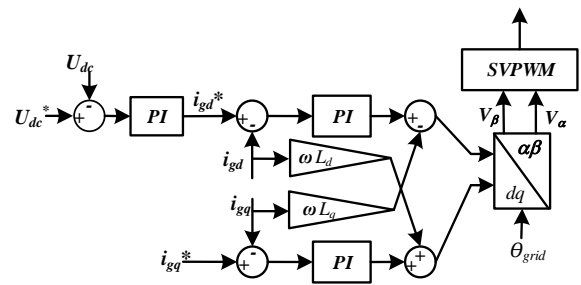 U_dc
U_dc*
-
+
PI
i_gd*
+
-
PI
+
-
SVPWM
V_β
V_α
αβ
dq
θ_grid
i_gd
ωL_d
i_gq
ωL_q
i_gq*
-
+
PI
+
+